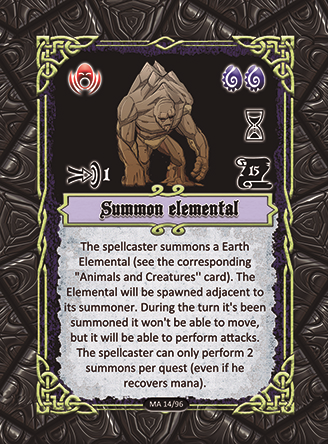 1
G 15
Summon elemental
The spellcaster summons a Earth
Elemental (see the corresponding
"Animals and Creatures" card). The
Elemental will be spawned adjacent to
its summoner. During the turn it's been
summoned it won't be able to move,
but it will be able to perform attacks.
The spellcaster can only perform 2
summons per quest (even if he
recovers mana).
MA 14/96